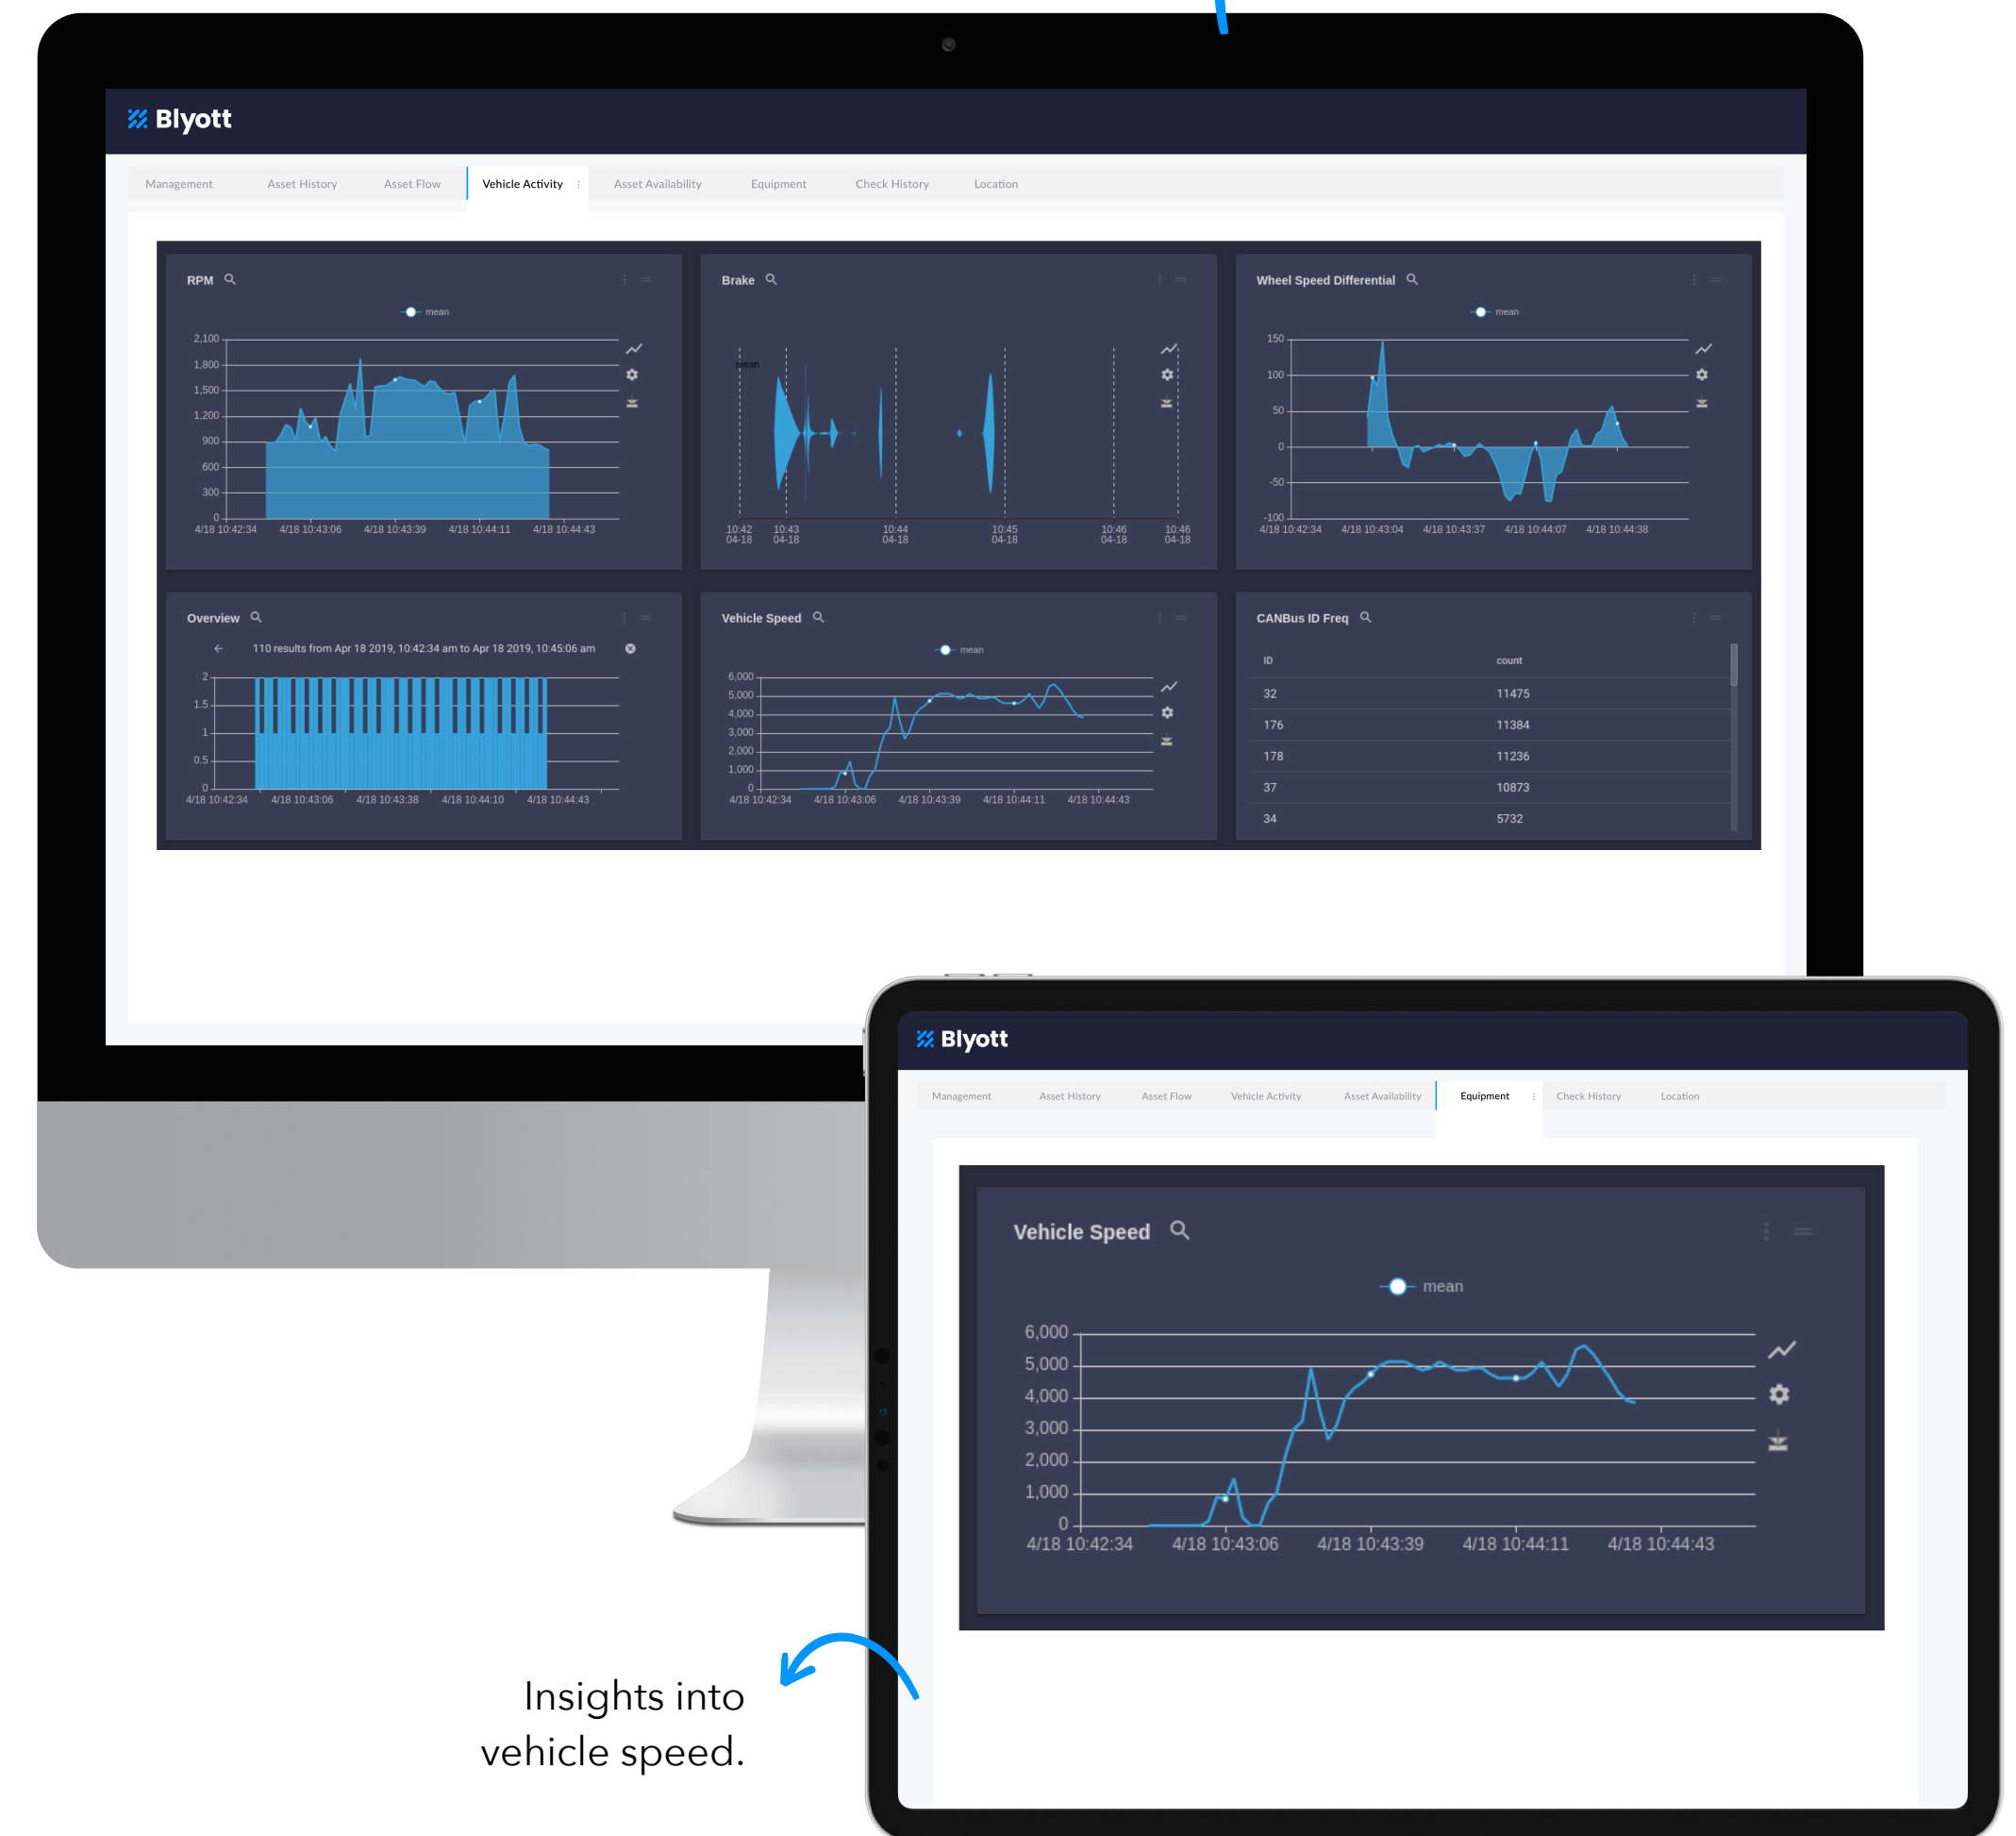 Blyott
Management Asset History Asset Flow Vehicle Activity Asset Availability Equipment Check History Location
RPM
mean
2,100
1,800
1,500
1,200
900
600
300
0
4/18 10:42:34 4/18 10:43:06 4/18 10:43:39 4/18 10:44:11 4/18 10:44:43
Brake
mean
10:42 10:43 10:44 10:45 10:46 10:46
04-18 04-18 04-18 04-18 04-18 04-18
Wheel Speed Differential
mean
150
100
50
0
-50
-100
4/18 10:42:34 4/18 10:43:04 4/18 10:43:37 4/18 10:44:07 4/18 10:44:38
Overview
110 results from Apr 18 2019, 10:42:34 am to Apr 18 2019, 10:45:06 am
2
1.5
1
0.5
0
4/18 10:42:34 4/18 10:43:06 4/18 10:43:38 4/18 10:44:10 4/18 10:44:43
Vehicle Speed
mean
6,000
5,000
4,000
3,000
2,000
1,000
0
4/18 10:42:34 4/18 10:43:06 4/18 10:43:39 4/18 10:44:11 4/18 10:44:43
CANBus ID Freq
ID count
32 11475
176 11384
178 11236
37 10873
34 5732
Blyott
Management Asset History Asset Flow Vehicle Activity Asset Availability Equipment Check History Location
Vehicle Speed
mean
6,000
5,000
4,000
3,000
2,000
1,000
0
4/18 10:42:34 4/18 10:43:06 4/18 10:43:39 4/18 10:44:11 4/18 10:44:43
Insights into
vehicle speed.